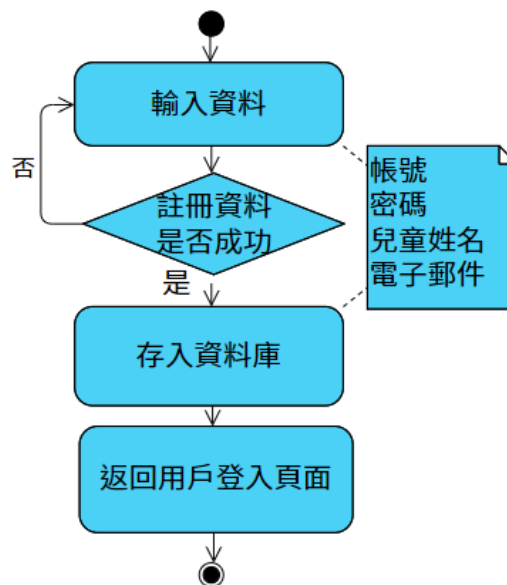 輸入資料
否
帳號
密碼
兒童姓名
電子郵件
註冊資料
是否成功
是
存入資料庫
返回用戶登入頁面